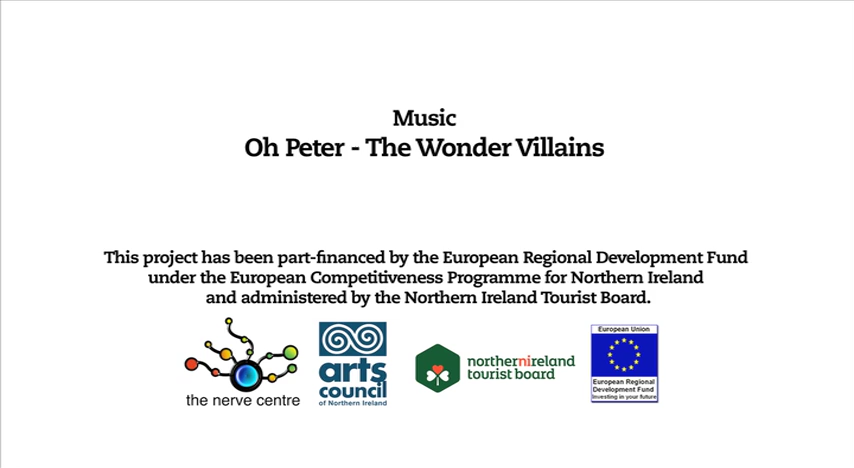 Music
Oh Peter - The Wonder Villains
This project has been part-financed by the European Regional Development Fund
under the European Competitiveness Programme for Northern Ireland
and administered by the Northern Ireland Tourist Board.
the nerve centre
arts
council
of Northern Ireland
northernireland
tourist board
European Union
European Regional
Development Fund
Investing in your future